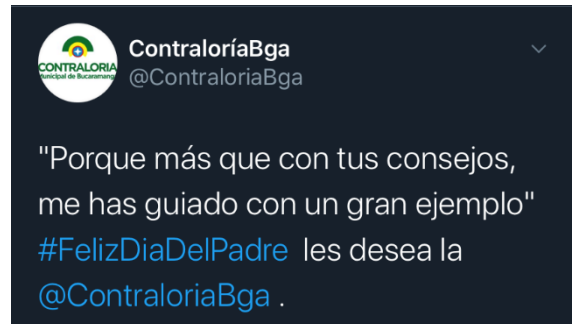 ContraloríaBga
@ContraloriaBga
CONTRALORIA
Municipal de Bucaramanga
"Porque más que con tus consejos,
me has guiado con un gran ejemplo"
#FelizDiaDelPadre les desea la
@ContraloriaBga .